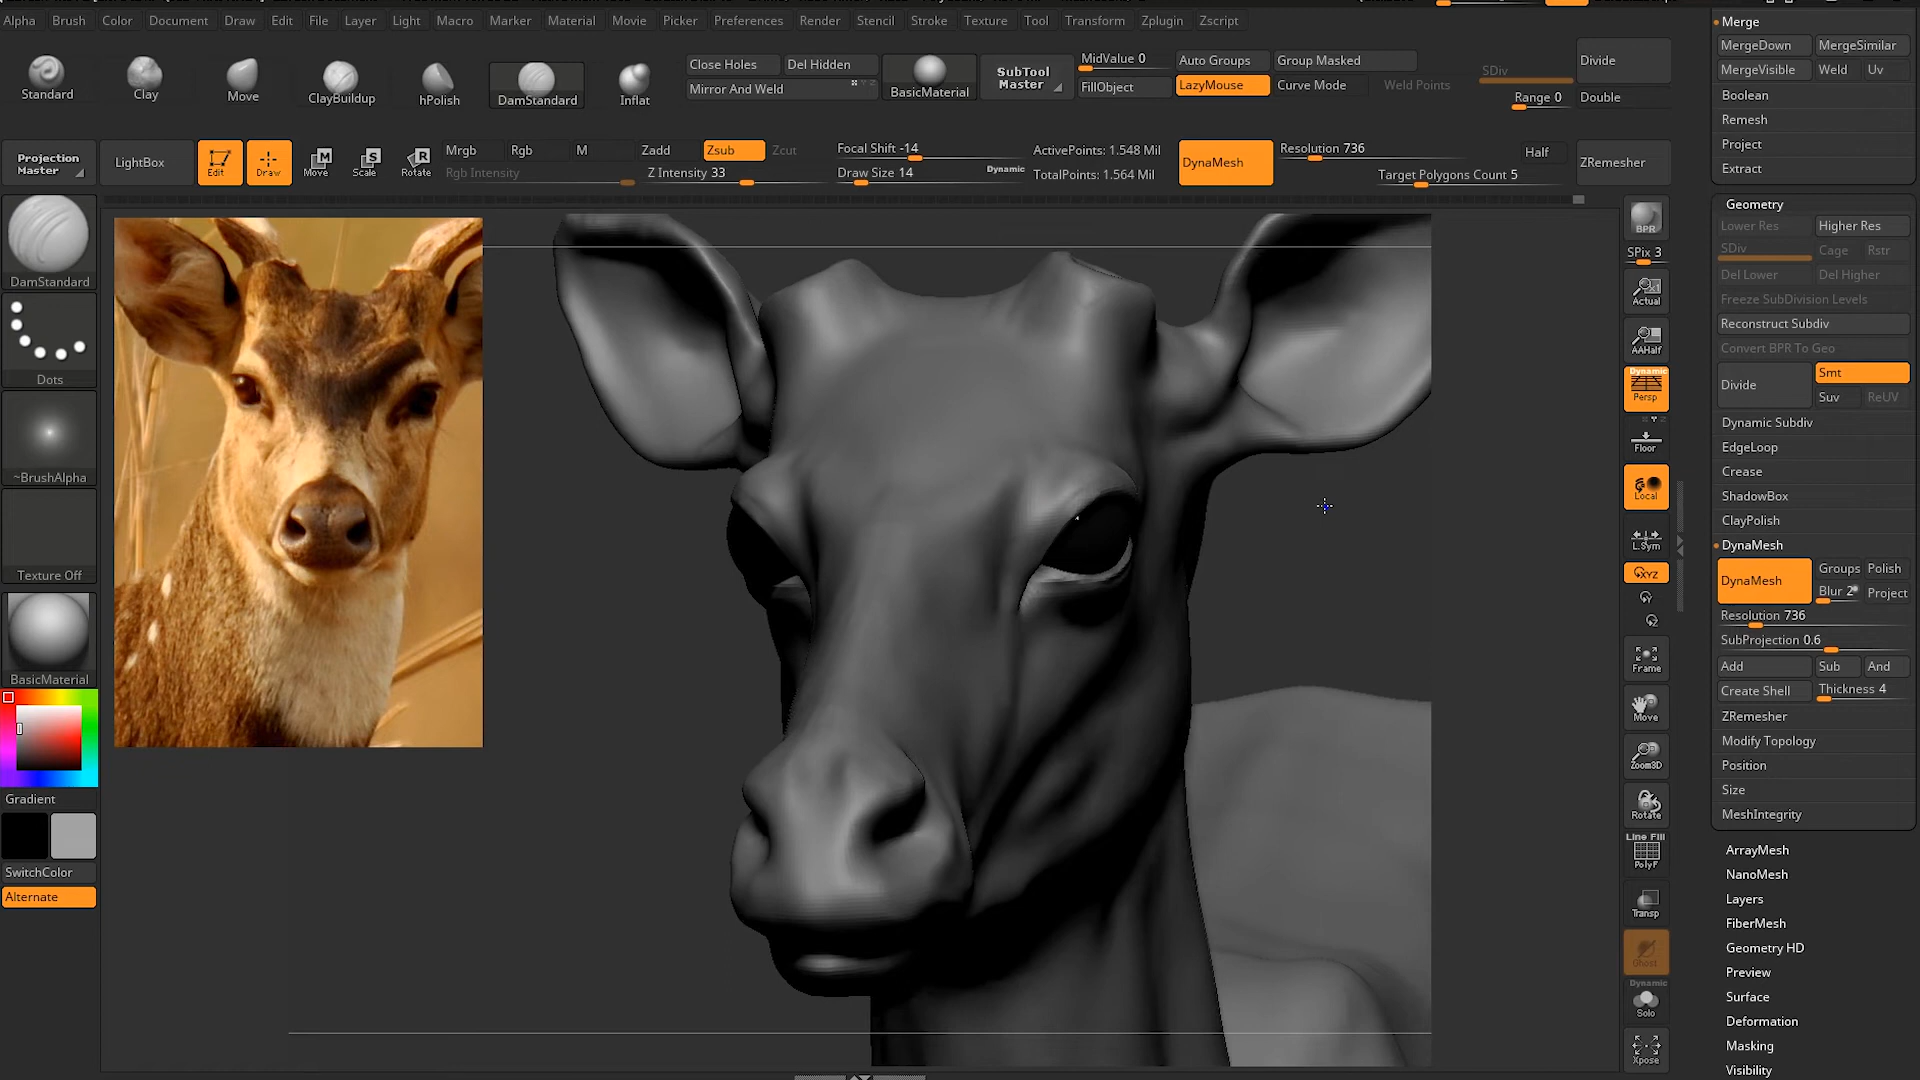 Alpha Brush Color Document Draw Edit File Layer Light Macro Marker Material Movie Picker Preferences Render Stencil Stroke Texture Tool Transform Zplugin Zscript
Standard
Clay
Move
ClayBuildup
hPolish
DamStandard
Inflat
Close Holes Del Hidden
Mirror And Weld
BasicMaterial
SubTool
Master
MidValue 0
FillObject
Auto Groups Group Masked
LazyMouse Curve Mode Weld Points
SDiv
Range 0
Divide
Double
Projection
Master
LightBox
Edit
Draw
Move
Scale
Rotate
Mrgb Rgb M Zadd Zsub Zcut
Rgb Intensity Z Intensity 33
Focal Shift -14
Draw Size 14 Dynamic
ActivePoints: 1.548 Mil
TotalPoints: 1.564 Mil
DynaMesh
Resolution 736 Half
Target Polygons Count 5
ZRemesher
DamStandard
Dots
~BrushAlpha
Texture Off
BasicMaterial
Gradient
SwitchColor
Alternate
BPR
SPix 3
Actual
AAHalf
Dynamic
Persp
Floor
Local
L.Sym
XYZ
Frame
Move
Zoom3D
Rotate
Line Fill
PolyF
Transp
Ghost
Dynamic
Solo
Xpose
Merge
MergeDown MergeSimilar
MergeVisible Weld Uv
Boolean
Remesh
Project
Extract
Geometry
Lower Res Higher Res
SDiv Cage Rstr
Del Lower Del Higher
Freeze SubDivision Levels
Reconstruct Subdiv
Convert BPR To Geo
Divide Smt
Suv ReUV
Dynamic Subdiv
EdgeLoop
Crease
ShadowBox
ClayPolish
DynaMesh
DynaMesh Groups Polish
Blur 2 Project
Resolution 736
SubProjection 0.6
Add Sub And
Create Shell Thickness 4
ZRemesher
Modify Topology
Position
Size
MeshIntegrity
ArrayMesh
NanoMesh
Layers
FiberMesh
Geometry HD
Preview
Surface
Deformation
Masking
Visibility